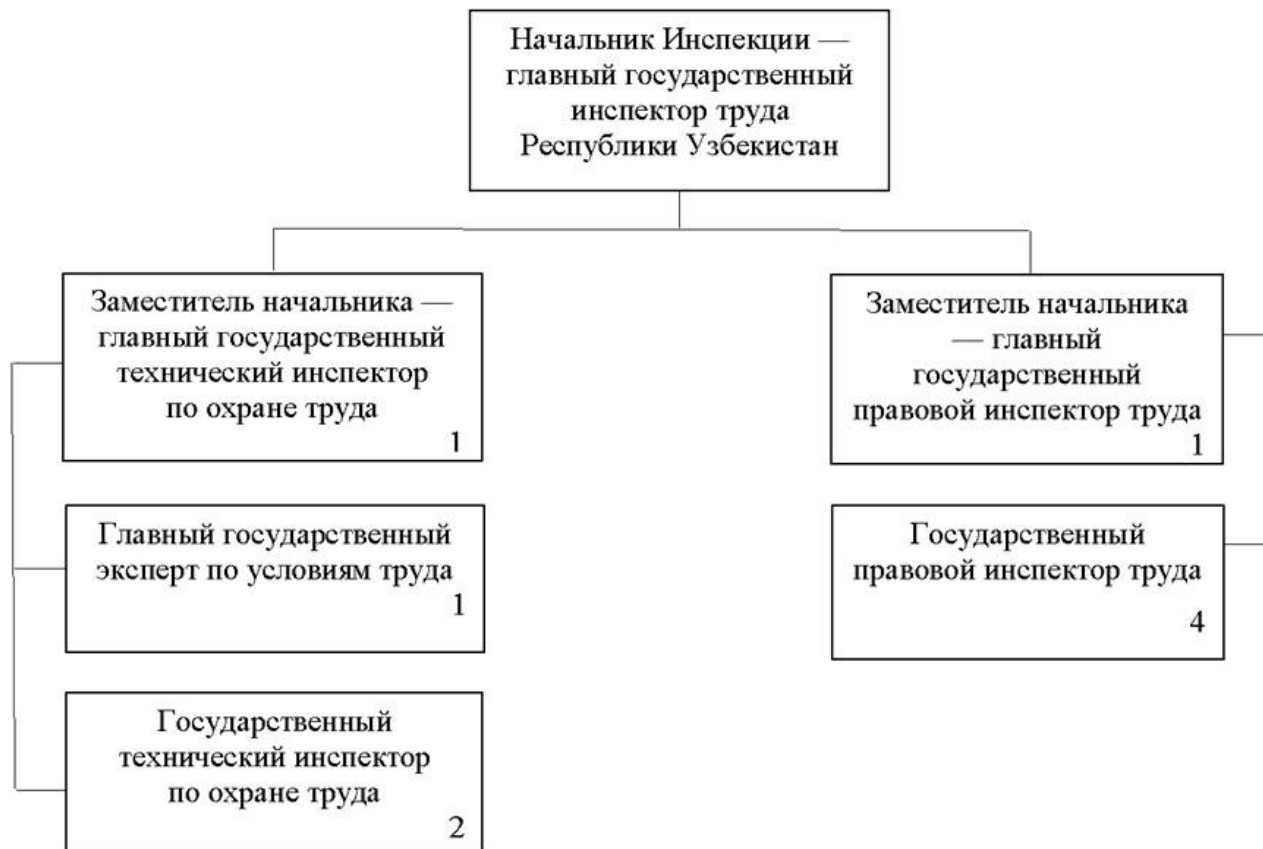 Начальник Инспекции —
главный государственный
инспектор труда
Республики Узбекистан
Заместитель начальника —
главный государственный
технический инспектор
по охране труда
1
Заместитель начальника
— главный
государственный
правовой инспектор труда
1
Главный государственный
эксперт по условиям труда
1
Государственный
правовой инспектор труда
4
Государственный
технический инспектор
по охране труда
2